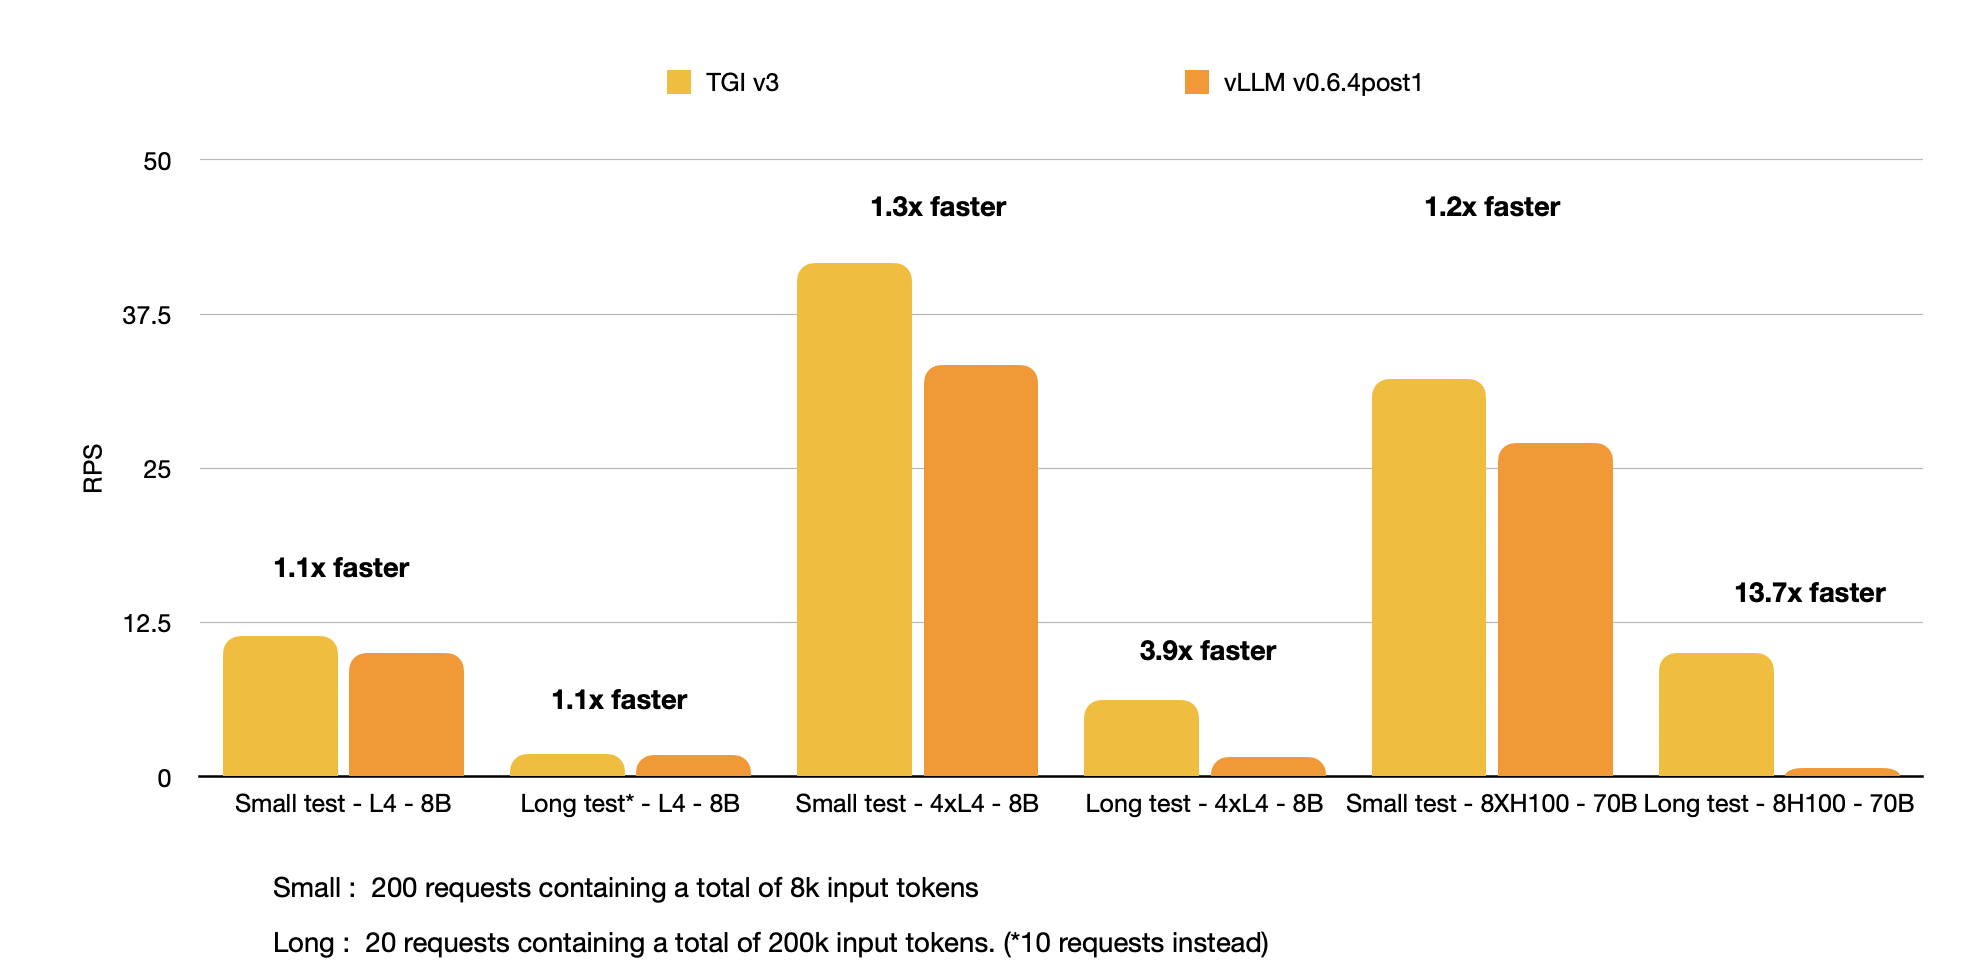 TGI v3
vLLM v0.6.4post1
50
1.3x faster
1.2x faster
37.5
RPS
25
1.1x faster
13.7x faster
12.5
3.9x faster
1.1x faster
0
Small test - L4 - 8B
Long test* - L4 - 8B
Small test - 4xL4 - 8B
Long test - 4xL4 - 8B
Small test - 8XH100 - 70B
Long test - 8H100 - 70B
Small : 200 requests containing a total of 8k input tokens
Long : 20 requests containing a total of 200k input tokens. (*10 requests instead)